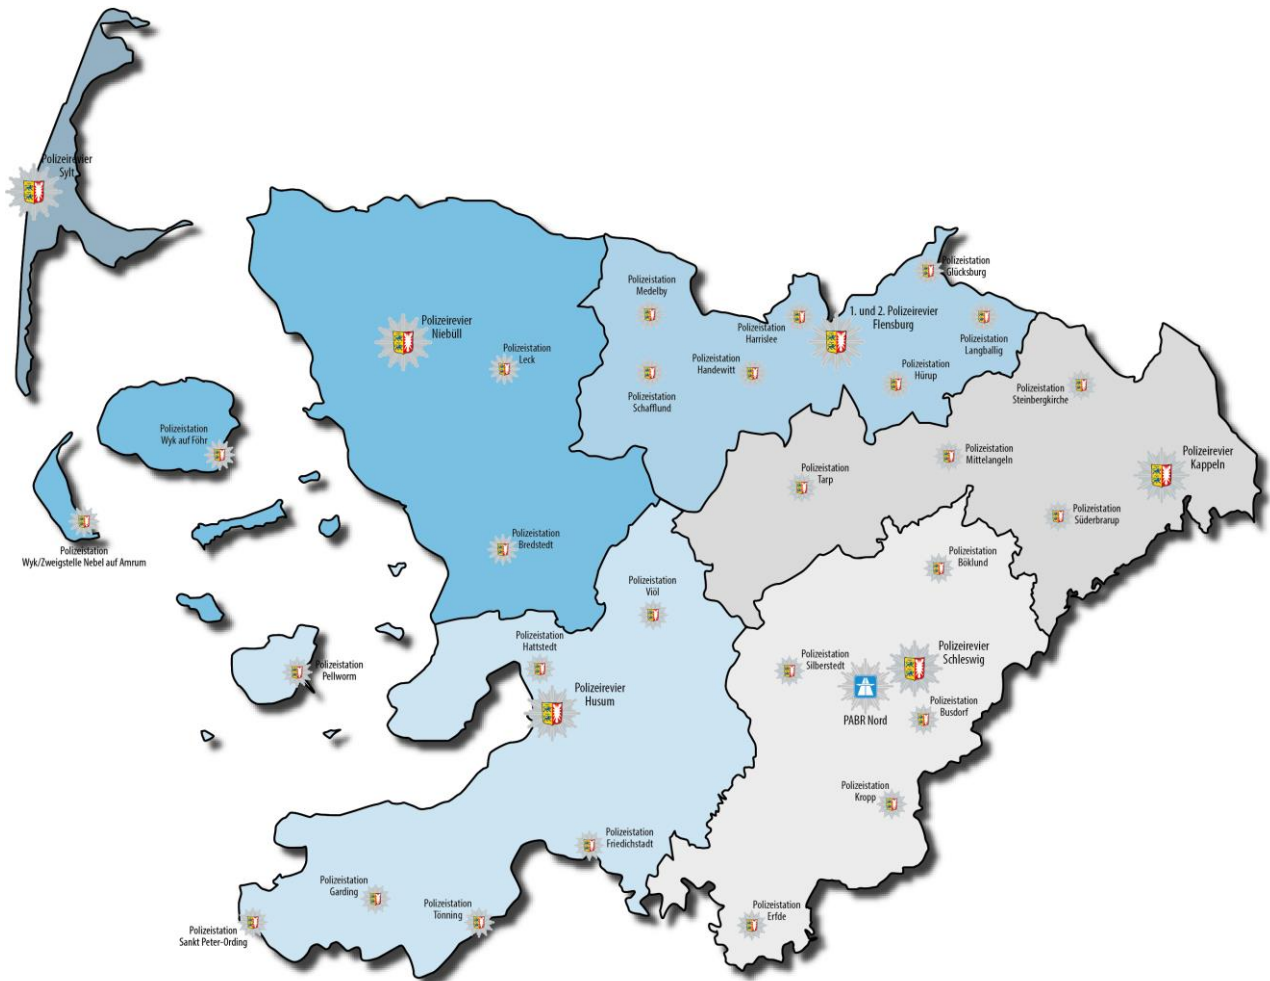 Polizeirevier
Sylt
Polizeistation
Wyk auf Föhr
Polizeistation
Wyk/Zweigstelle Nebel auf Amrum
Polizeirevier
Niebüll
Polizeistation
Leck
Polizeistation
Bredstedt
Polizeistation
Medelby
Polizeistation
Schafflund
Polizeistation
Handewitt
Polizeistation
Harrislee
1. und 2. Polizeirevier
Flensburg
Polizeistation
Glücksburg
Polizeistation
Langballig
Polizeistation
Hürup
Polizeistation
Steinbergkirche
Polizeistation
Mittelangeln
Polizeistation
Tarp
Polizeirevier
Kappeln
Polizeistation
Süderbrarup
Polizeistation
Böklund
Polizeistation
Viöl
Polizeistation
Hattstedt
Polizeistation
Pellworm
Polizeirevier
Husum
Polizeistation
Silberstedt
Polizeirevier
Schleswig
PABR Nord
Polizeistation
Busdorf
Polizeistation
Kropp
Polizeistation
Friedichstadt
Polizeistation
Garding
Polizeistation
Tönning
Polizeistation
Sankt Peter-Ording
Polizeistation
Erfde